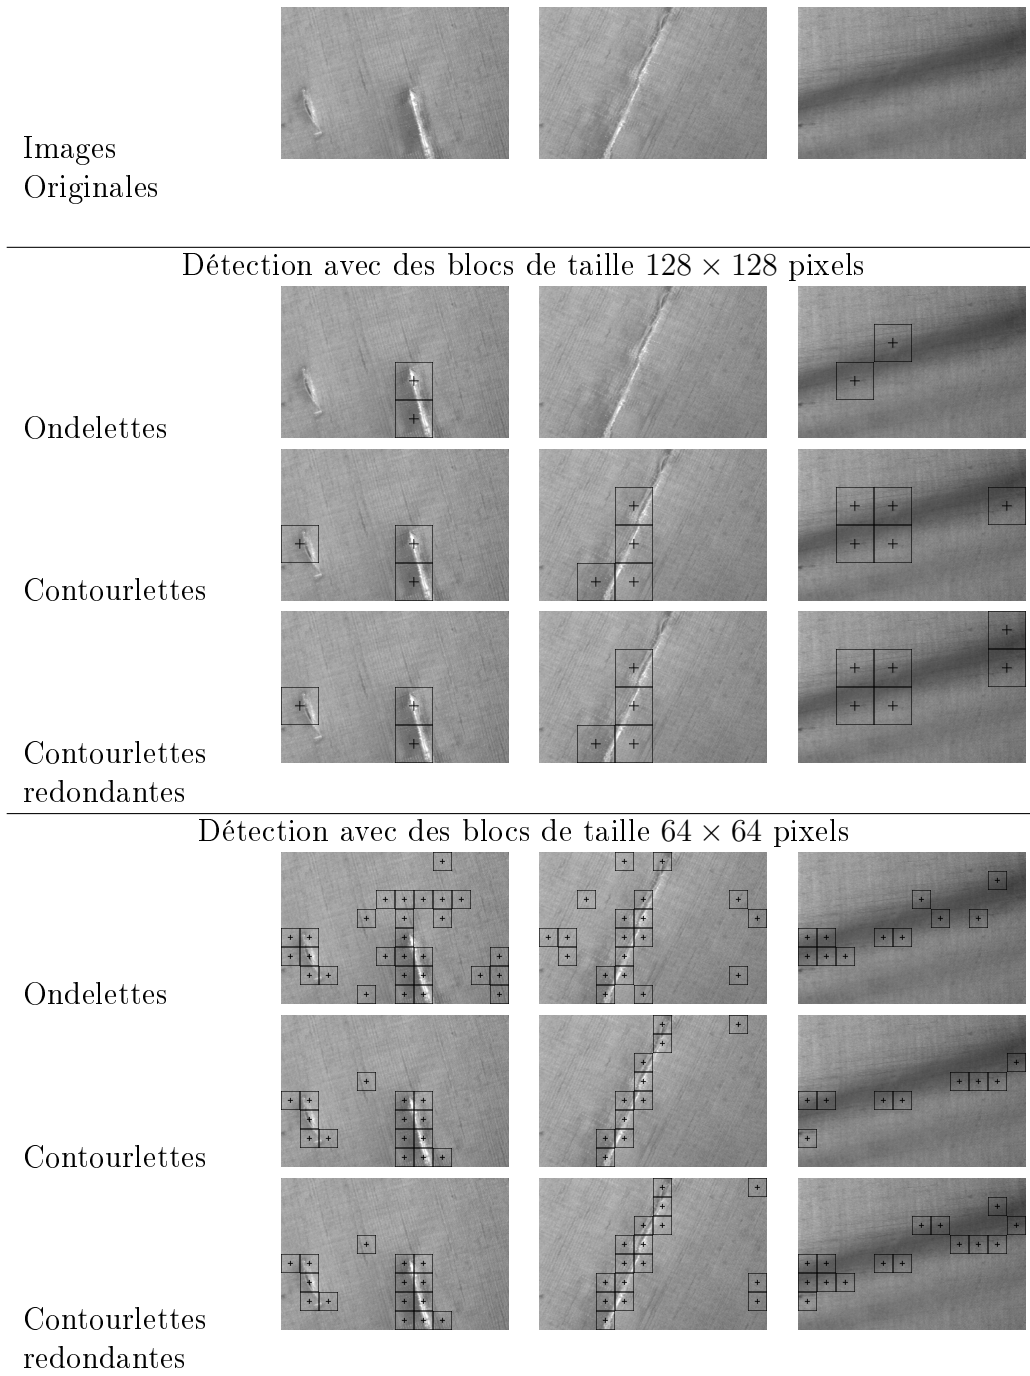 Images
Originales
Détection avec des blocs de taille 128 × 128 pixels
Ondelettes
Contourlettes
Contourlettes
redondantes
Détection avec des blocs de taille 64 × 64 pixels
Ondelettes
Contourlettes
Contourlettes
redondantes